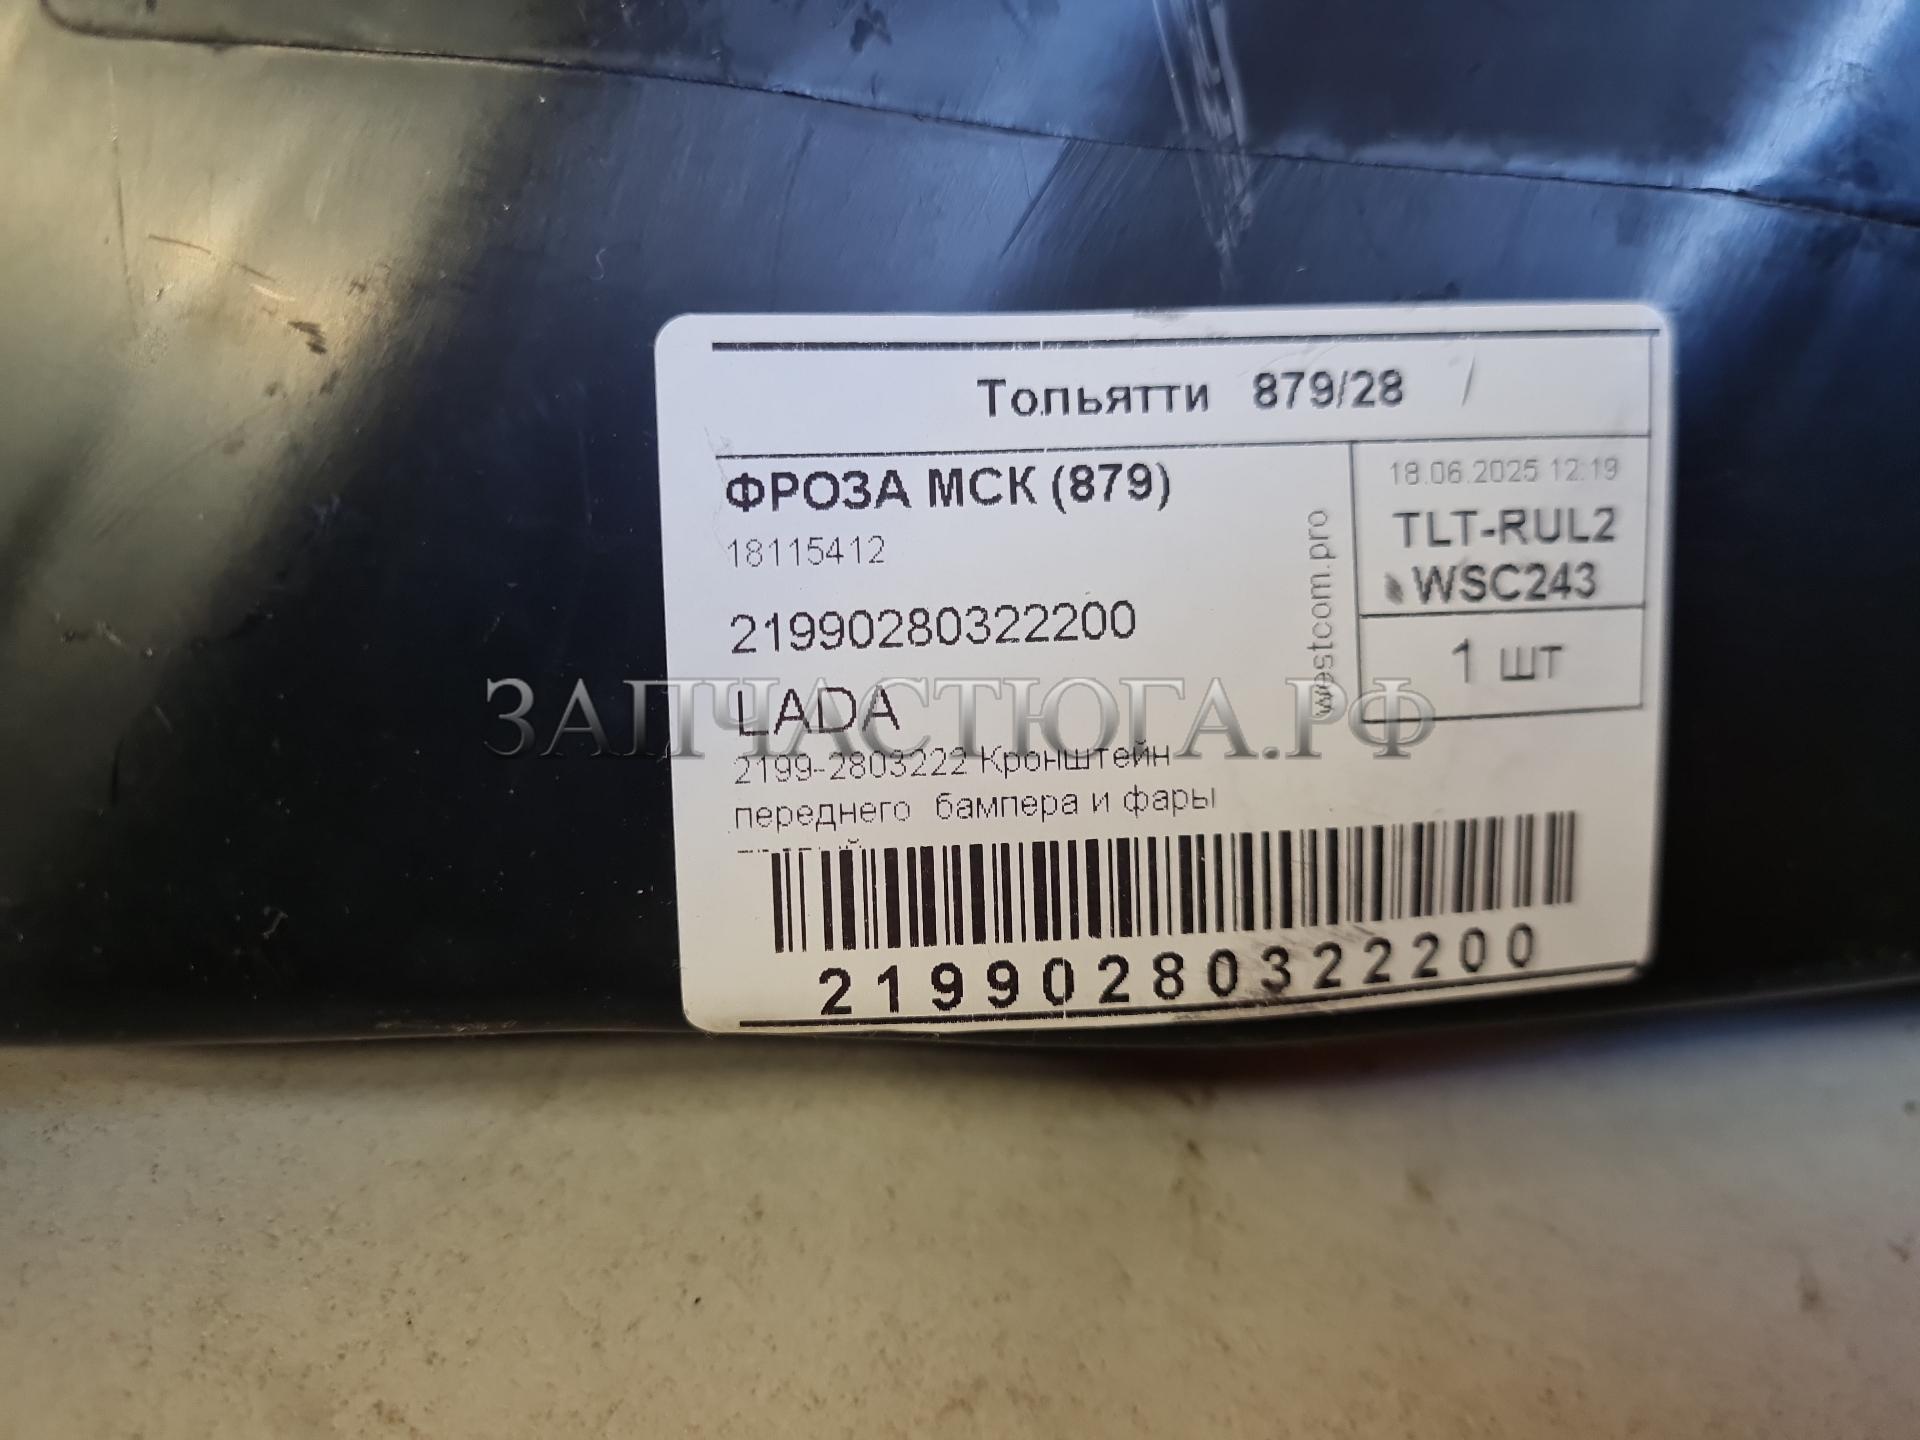 Тольятти 879/28
ФРОЗА МСК (879)
18115412
18.06.2025 12:19
TLT-RUL2
WSC243
1 шт
westcom.pro
21990280322200
LADA
ЗАПЧАСТЮГА.РФ
2199-2803222 Кронштейн
переднего бампера и фары
21990280322200